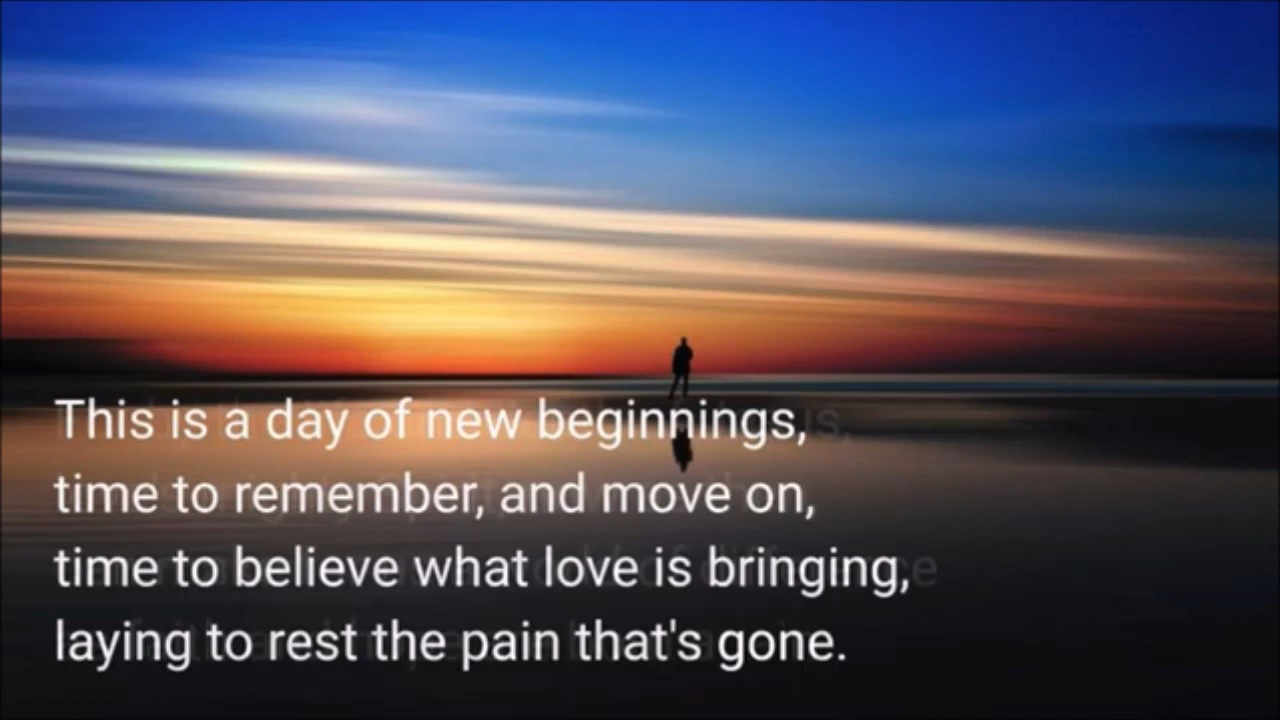 This is a day of new beginnings,
time to remember, and move on,
time to believe what love is bringing,
laying to rest the pain that's gone.